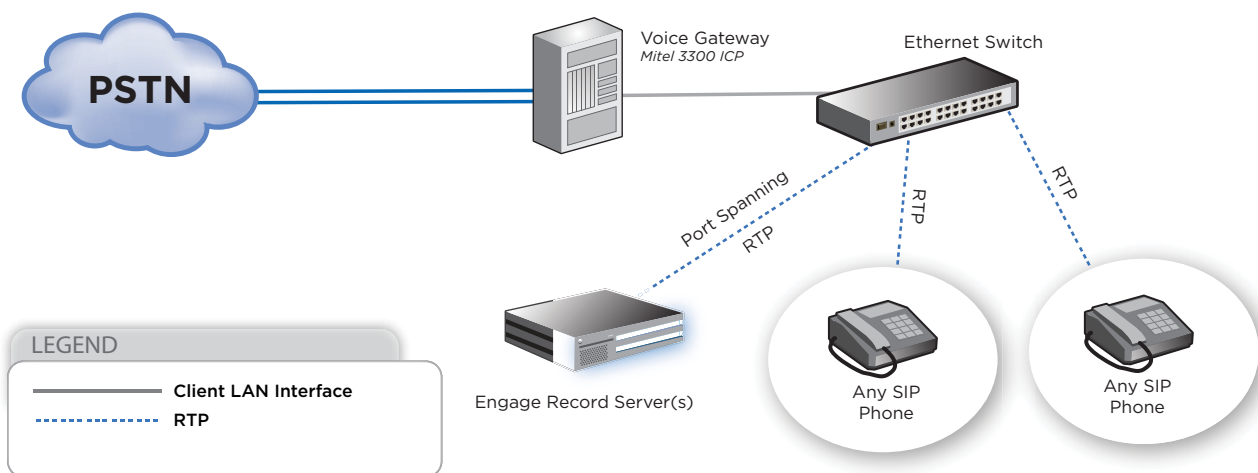 PSTN
Voice Gateway
Mitel 3300 ICP
Ethernet Switch
Port Spanning
RTP
RTP
RTP
Engage Record Server(s)
Any SIP
Phone
Any SIP
Phone
LEGEND
Client LAN Interface
RTP